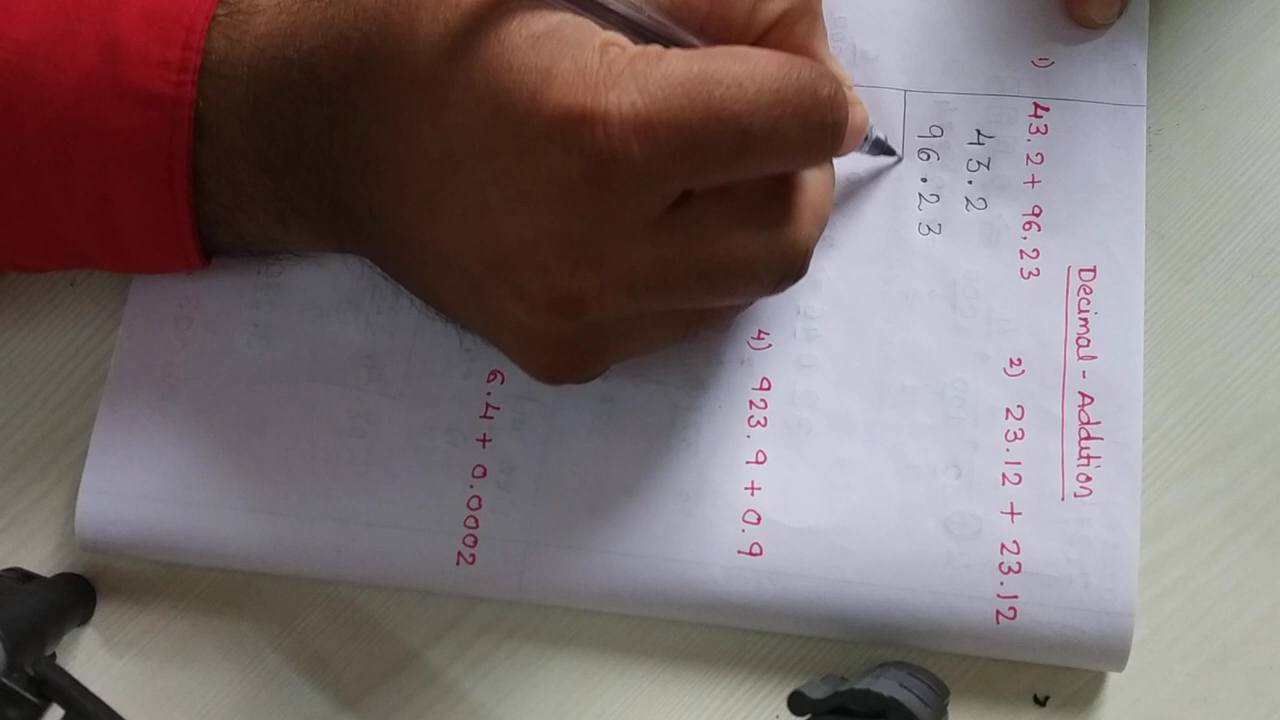 Decimal - Addition
1) 43.2 + 96.23
2) 23.12 + 23.12
43.2
96.23
4) 923.9 + 0.9
6.4 + 0.0002